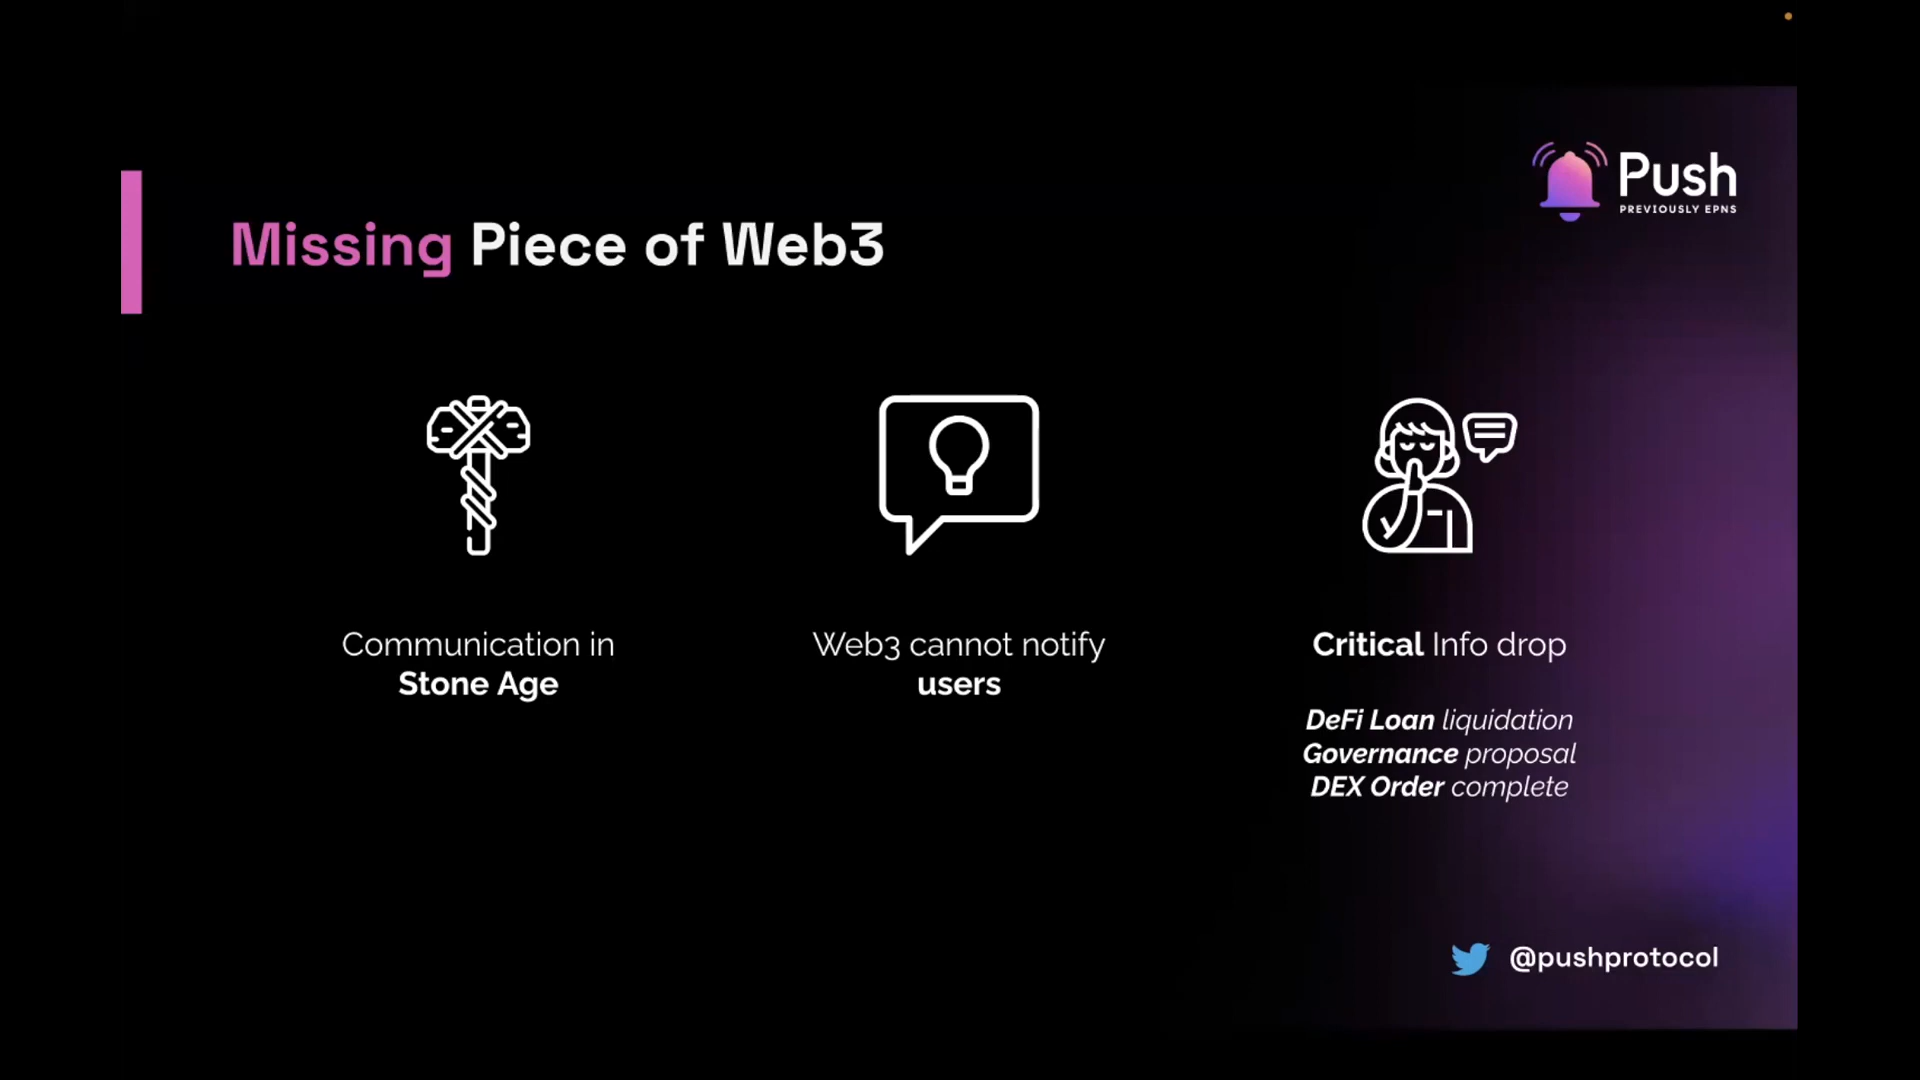 Push
PREVIOUSLY EPNS
Missing Piece of Web3
Communication in
Stone Age
Web3 cannot notify
users
Critical Info drop
DeFi Loan liquidation
Governance proposal
DEX Order complete
@pushprotocol